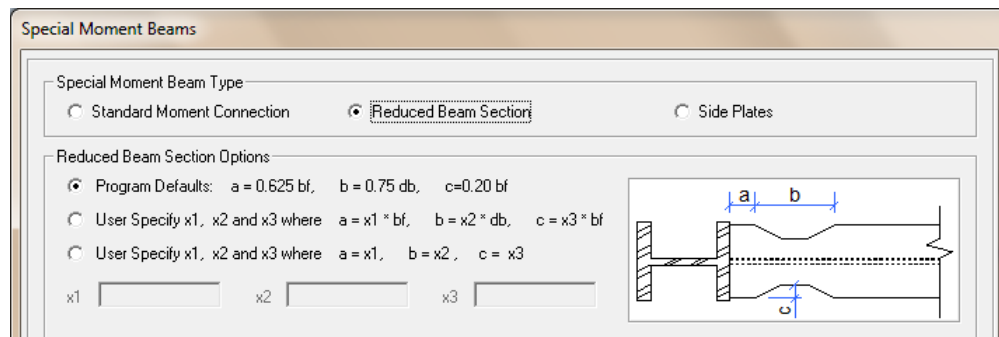 Special Moment Beams
Special Moment Beam Type
Standard Moment Connection Reduced Beam Section Side Plates
Reduced Beam Section Options
Program Defaults: a = 0.625 bf, b = 0.75 db, c=0.20 bf
User Specify x1, x2 and x3 where a = x1 * bf, b = x2 * db, c = x3 * bf
User Specify x1, x2 and x3 where a = x1, b = x2 , c = x3
x1 x2 x3
a b
c